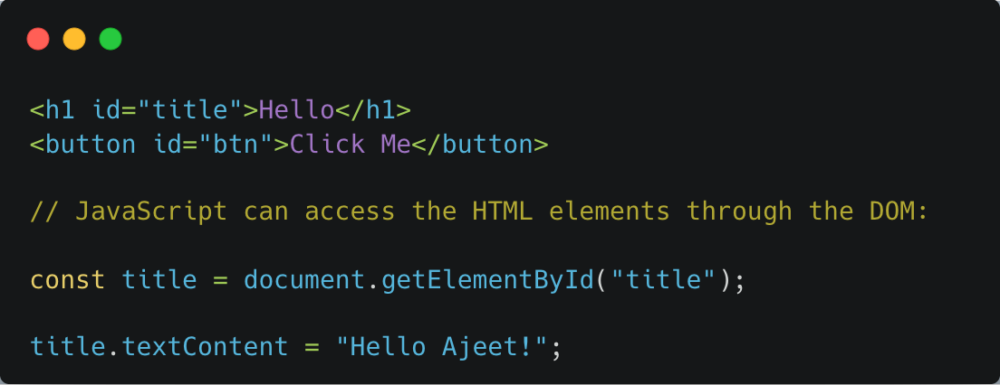 <h1 id="title">Hello</h1>
<button id="btn">Click Me</button>
// JavaScript can access the HTML elements through the DOM:
const title = document.getElementById("title");
title.textContent = "Hello Ajeet!";